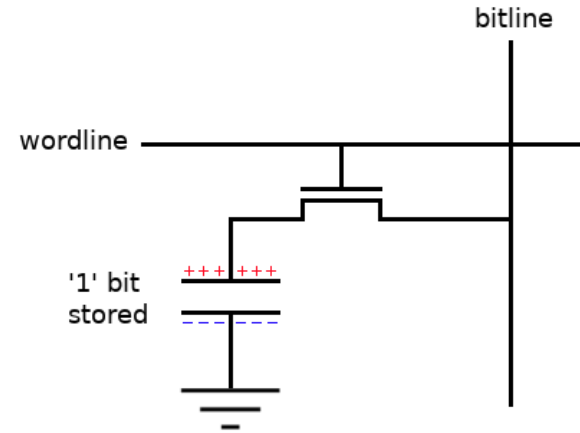 bitline
wordline
+++ +++
'1' bit
stored